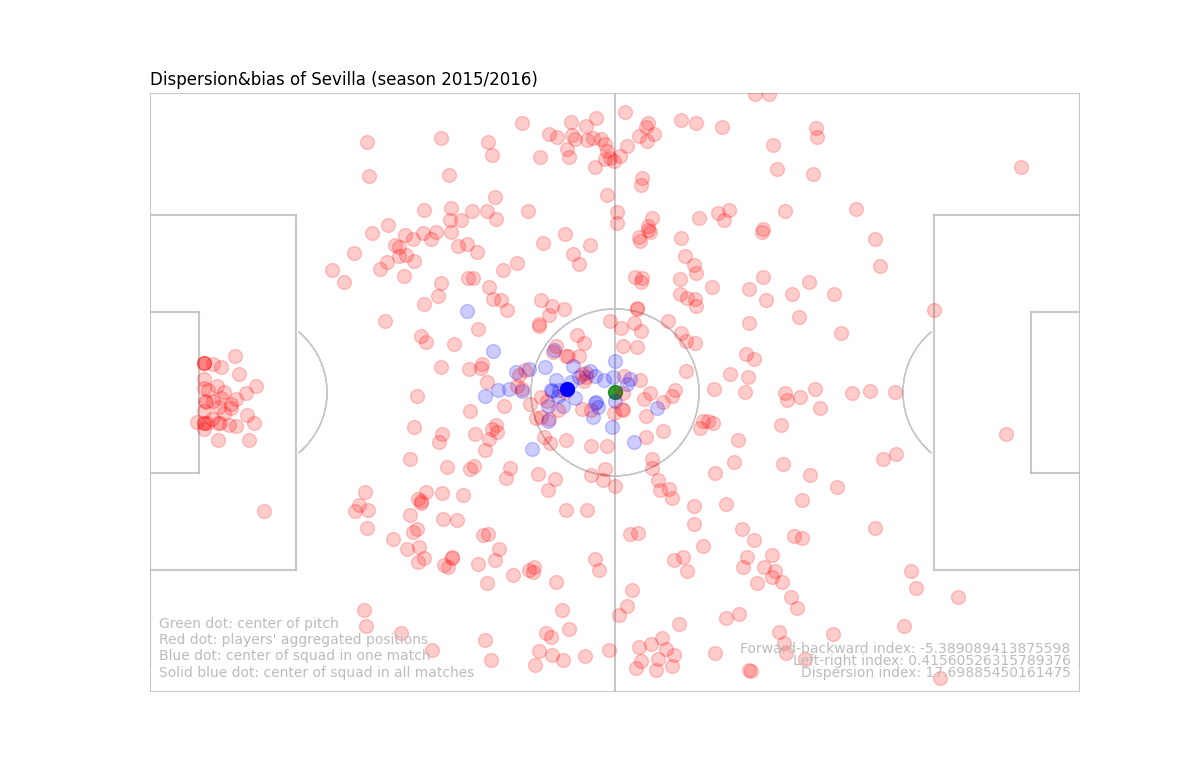 Dispersion&bias of Sevilla (season 2015/2016)
Green dot: center of pitch
Red dot: players' aggregated positions
Blue dot: center of squad in one match
Solid blue dot: center of squad in all matches
Forward-backward index: -5.389089413875598
Left-right index: 0.41560526315789376
Dispersion index: 17.69885450161475